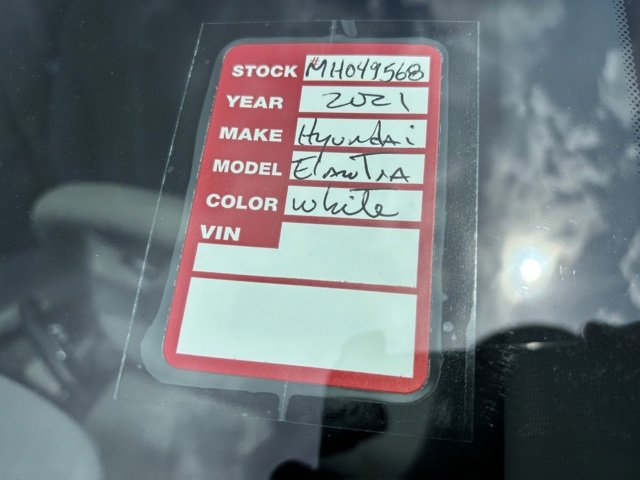 STOCK #MH049568
YEAR 2021
MAKE Hyundai
MODEL ElanTRA
COLOR white
VIN